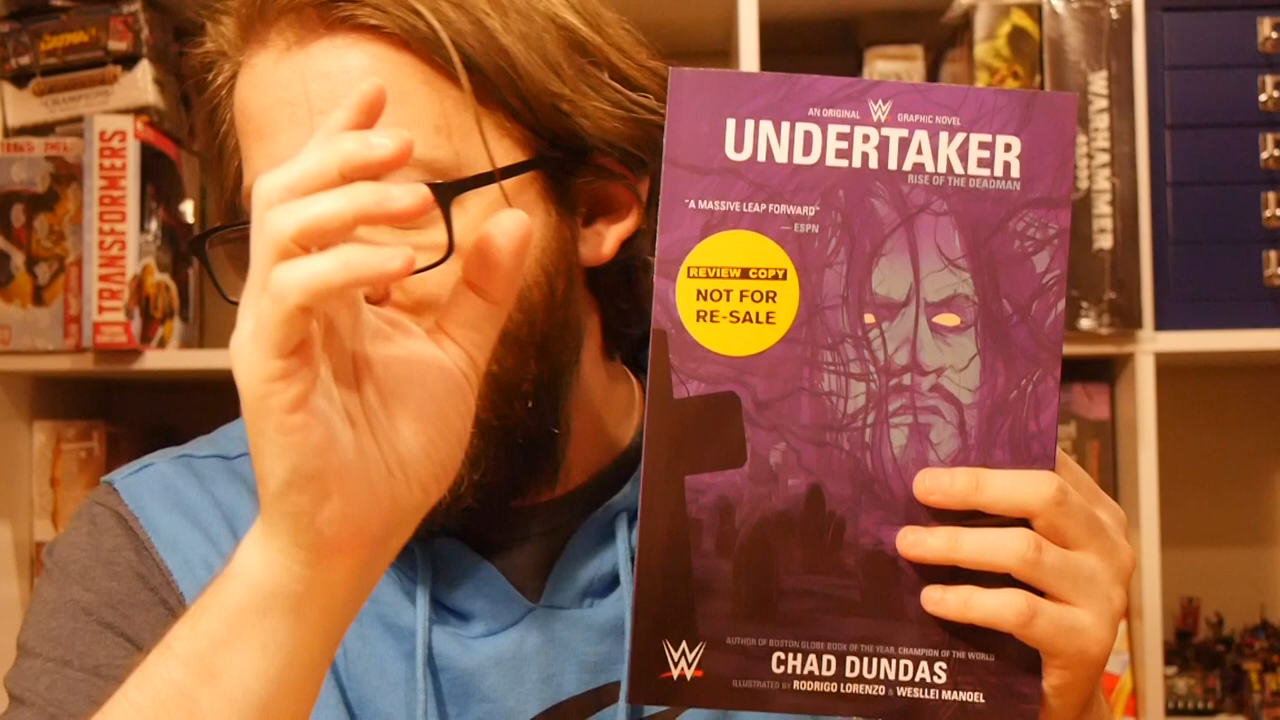 AN ORIGINAL W GRAPHIC NOVEL
UNDERTAKER
RISE OF THE DEADMAN
"A MASSIVE LEAP FORWARD"
— ESPN
REVIEW COPY
NOT FOR
RE-SALE
AUTHOR OF BOSTON GLOBE BOOK OF THE YEAR, CHAMPION OF THE WORLD
W
CHAD DUNDAS
ILLUSTRATED BY RODRIGO LORENZO & WESLLEI MANOEL
TRANSFORMERS
WARHAMMER